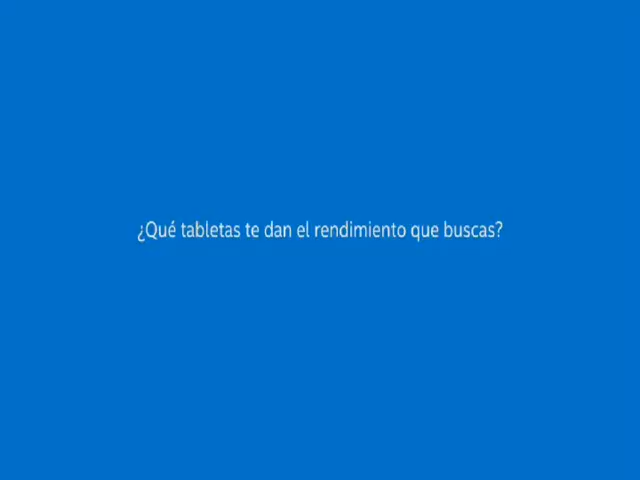 ¿Qué tabletas te dan el rendimiento que buscas?